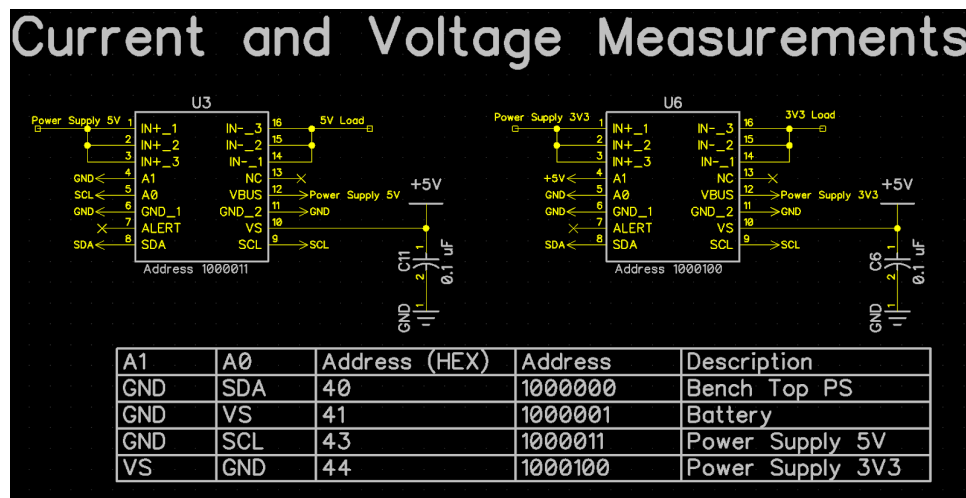 Current and Voltage Measurements
U3
Power Supply 5V 1 IN+_1 IN-_3 16 5V Load
2 IN+_2 IN-_2 15
3 IN+_3 IN-_1 14
GND 4 A1 NC 13
SCL 5 A0 VBUS 12 Power Supply 5V
GND 6 GND_1 GND_2 11 GND
7 ALERT VS 10
SDA 8 SDA SCL 9 SCL
Address 1000011
+5V
C11 1 2 0.1 uF
GND 1
U6
Power Supply 3V3 1 IN+_1 IN-_3 16 3V3 Load
2 IN+_2 IN-_2 15
3 IN+_3 IN-_1 14
+5V 4 A1 NC 13
GND 5 A0 VBUS 12 Power Supply 3V3
GND 6 GND_1 GND_2 11 GND
7 ALERT VS 10
SDA 8 SDA SCL 9 SCL
Address 1000100
+5V
C6 1 2 0.1 uF
GND 1
A1 A0 Address (HEX) Address Description
GND SDA 40 1000000 Bench Top PS
GND VS 41 1000001 Battery
GND SCL 43 1000011 Power Supply 5V
VS GND 44 1000100 Power Supply 3V3